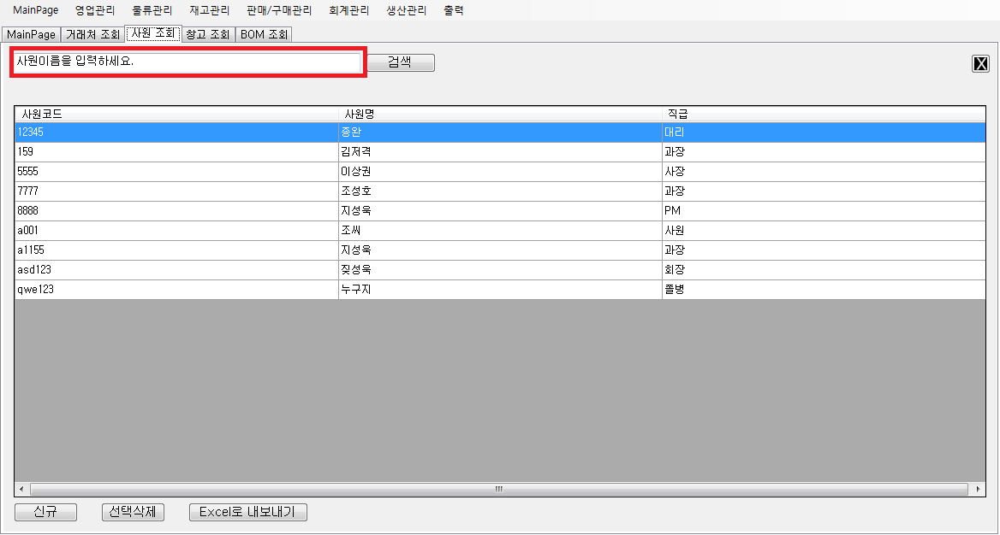 MainPage 영업관리 물류관리 재고관리 판매/구매관리 회계관리 생산관리 출력
MainPage 거래처 조회 사원 조회 창고 조회 BOM 조회
사원이름을 입력하세요. 검색 X
사원코드 사원명 직급
12345 종완 대리
159 김저격 과장
5555 이상권 사장
7777 조성호 과장
8888 지성욱 PM
a001 조씨 사원
a1155 지성욱 과장
asd123 짖성욱 회장
qwe123 누구지 쫄병
신규 선택삭제 Excel로 내보내기